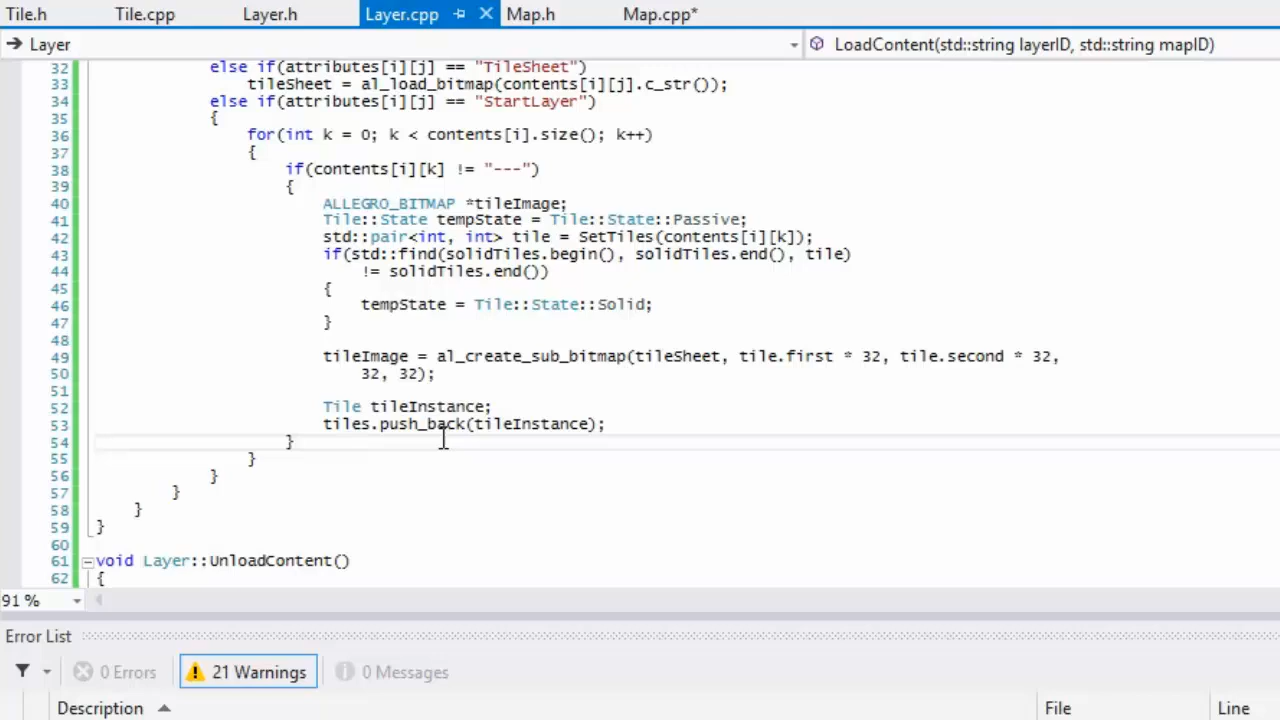 Tile.h Tile.cpp Layer.h Layer.cpp Map.h Map.cpp*
Layer LoadContent(std::string layerID, std::string mapID)
32 else if(attributes[i][j] == "TileSheet")
33 tileSheet = al_load_bitmap(contents[i][j].c_str());
34 else if(attributes[i][j] == "StartLayer")
35 {
36 for(int k = 0; k < contents[i].size(); k++)
37 {
38 if(contents[i][k] != "---")
39 {
40 ALLEGRO_BITMAP *tileImage;
41 Tile::State tempState = Tile::State::Passive;
42 std::pair<int, int> tile = SetTiles(contents[i][k]);
43 if(std::find(solidTiles.begin(), solidTiles.end(), tile)
44 != solidTiles.end())
45 {
46 tempState = Tile::State::Solid;
47 }
48
49 tileImage = al_create_sub_bitmap(tileSheet, tile.first * 32, tile.second * 32,
50 32, 32);
51
52 Tile tileInstance;
53 tiles.push_back(tileInstance);
54 }
55 }
56 }
57 }
58 }
59 }
60
61 void Layer::UnloadContent()
62 {
91 %
Error List
0 Errors 21 Warnings 0 Messages
Description File Line